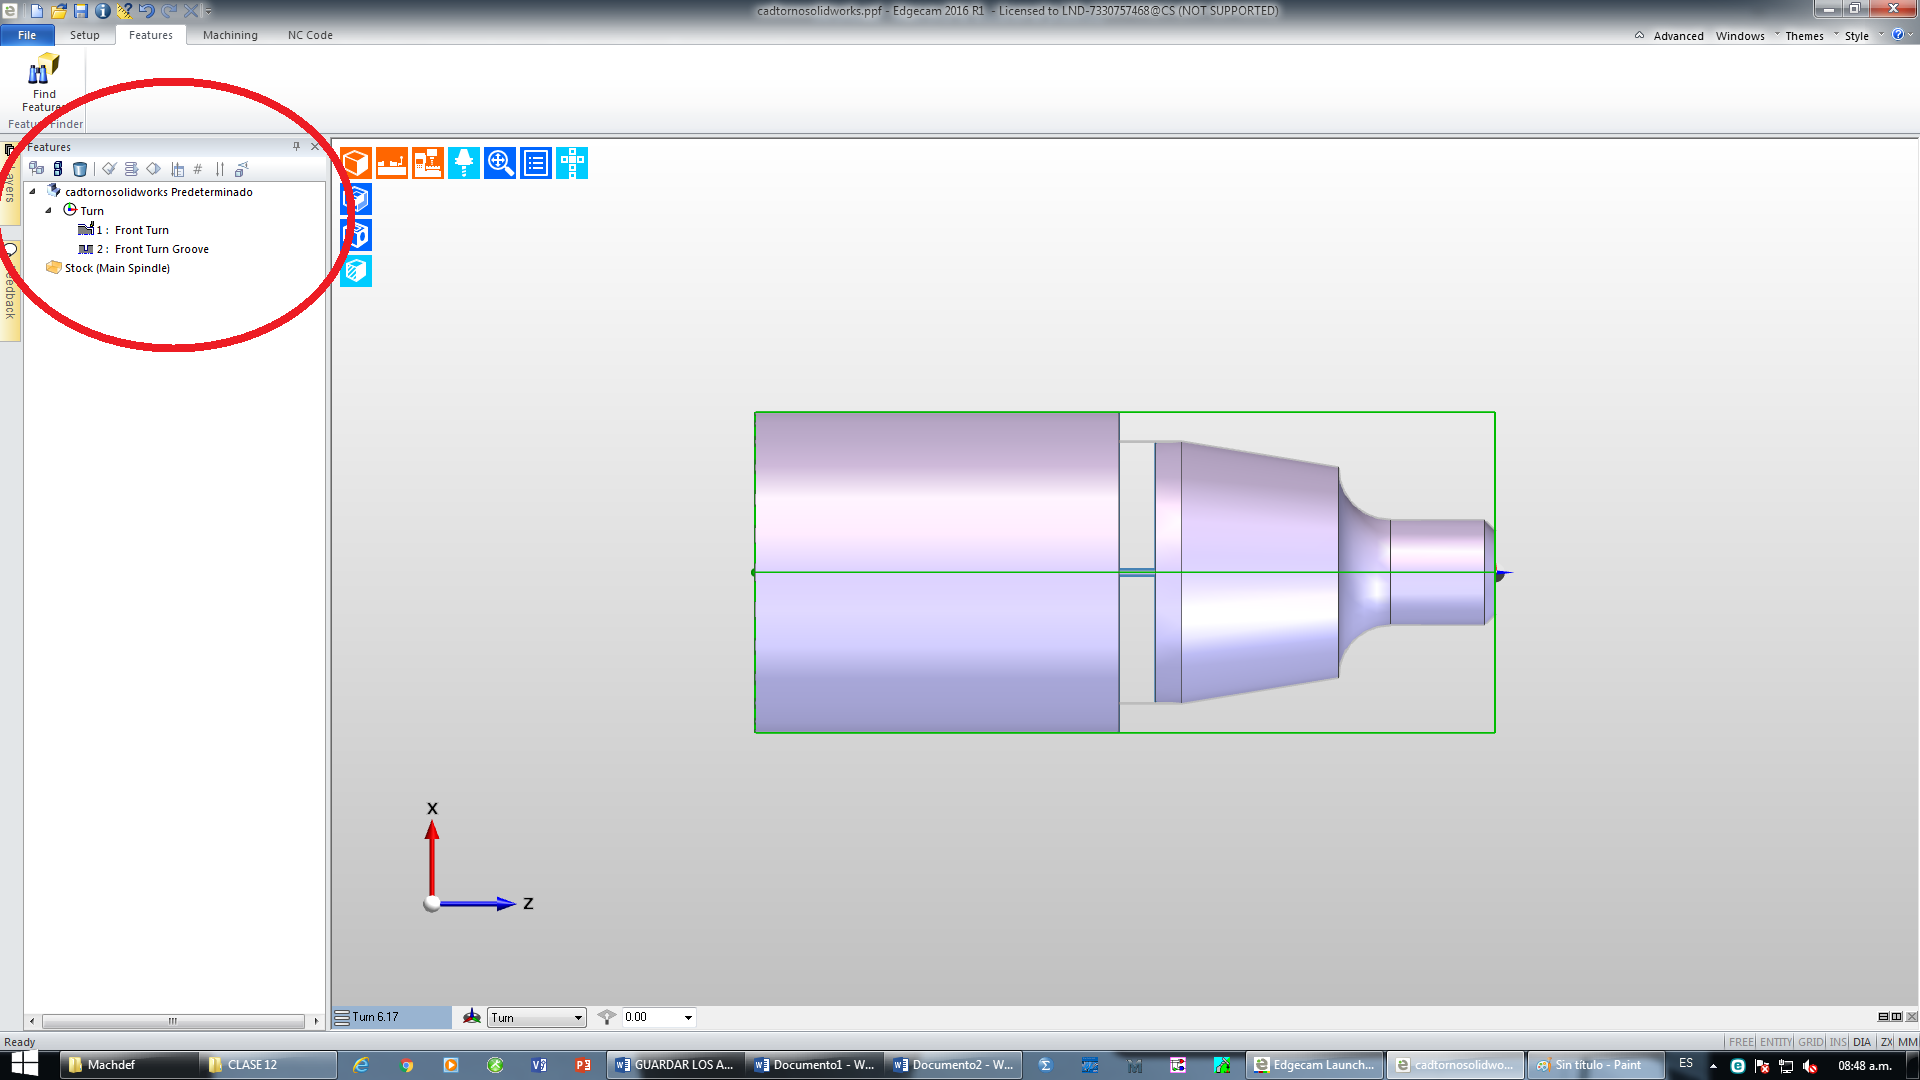 cadtornosolidworks.ppf - Edgecam 2016 R1 - Licensed to LND-7330757468@CS (NOT SUPPORTED)
File Setup Features Machining NC Code Advanced Windows Themes Style
Find
Feature
Feature Finder
Features
cadtornosolidworks Predeterminado
Turn
1 : Front Turn
2 : Front Turn Groove
Stock (Main Spindle)
X
Z
Turn 6.17 Turn 0.00
Ready FREE ENTITY GRID INS DIA ZX MM
Machdef CLASE 12 GUARDAR LOS A... Documento1 - W... Documento2 - W... Edgecam Launch... cadtornosolidwo... Sin título - Paint ES 08:48 a.m.